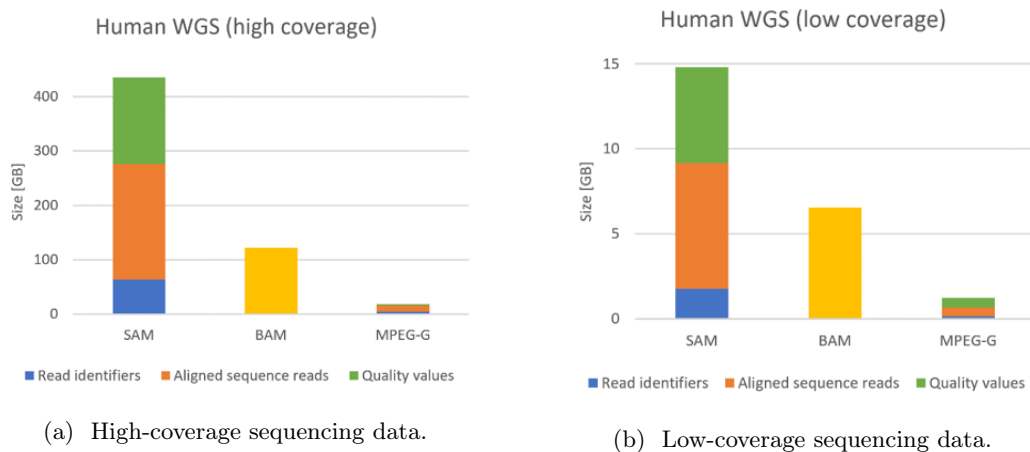 Human WGS (high coverage)
400
300
200
100
0
Size [GB]
SAM BAM MPEG-G
Read identifiers Aligned sequence reads Quality values
(a) High-coverage sequencing data.
Human WGS (low coverage)
15
10
5
0
Size [GB]
SAM BAM MPEG-G
Read identifiers Aligned sequence reads Quality values
(b) Low-coverage sequencing data.